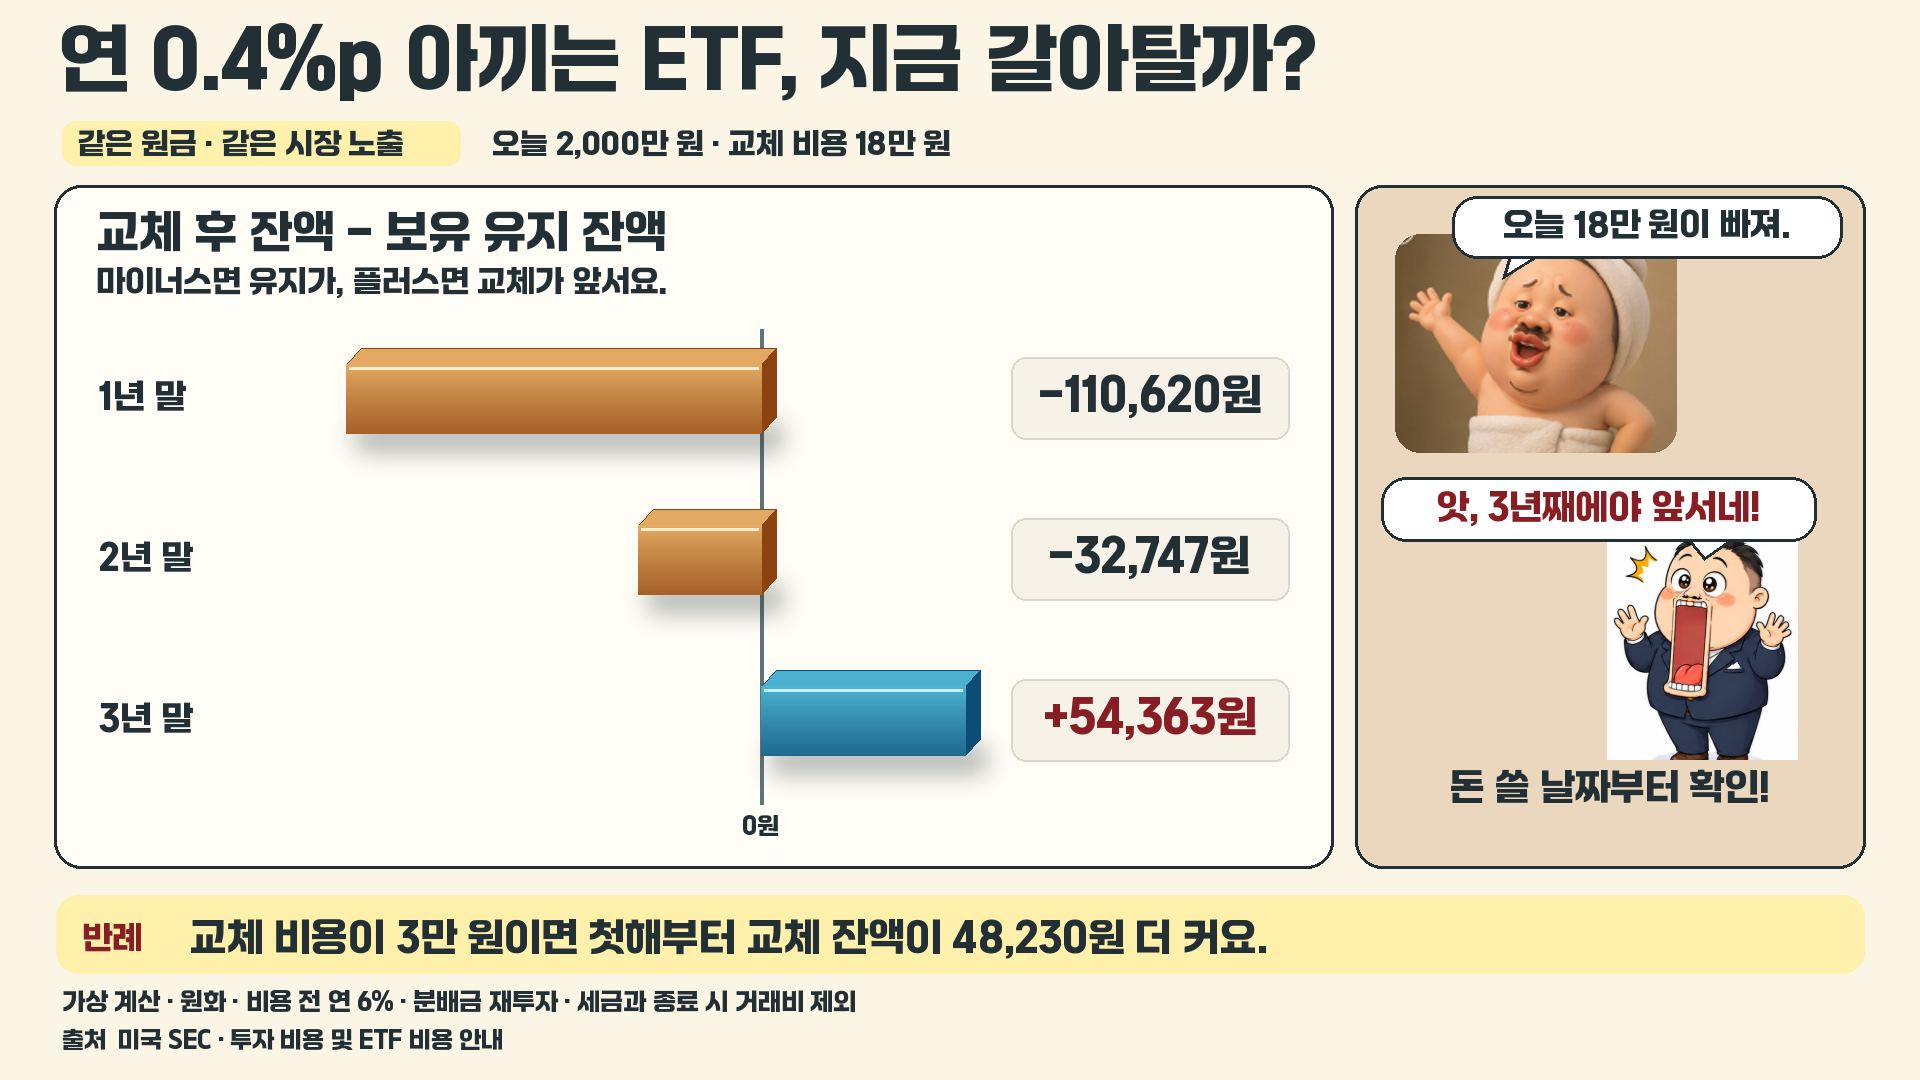 연 0.4%p 아끼는 ETF, 지금 갈아탈까?
같은 원금 · 같은 시장 노출
오늘 2,000만 원 · 교체 비용 18만 원
교체 후 잔액 – 보유 유지 잔액
마이너스면 유지가, 플러스면 교체가 앞서요.
1년 말
−110,620원
2년 말
−32,747원
3년 말
+54,363원
0원
오늘 18만 원이 빠져.
앗, 3년째에야 앞서네!
돈 쓸 날짜부터 확인!
반례 교체 비용이 3만 원이면 첫해부터 교체 잔액이 48,230원 더 커요.
가상 계산 · 원화 · 비용 전 연 6% · 분배금 재투자 · 세금과 종료 시 거래비 제외
출처 미국 SEC · 투자 비용 및 ETF 비용 안내